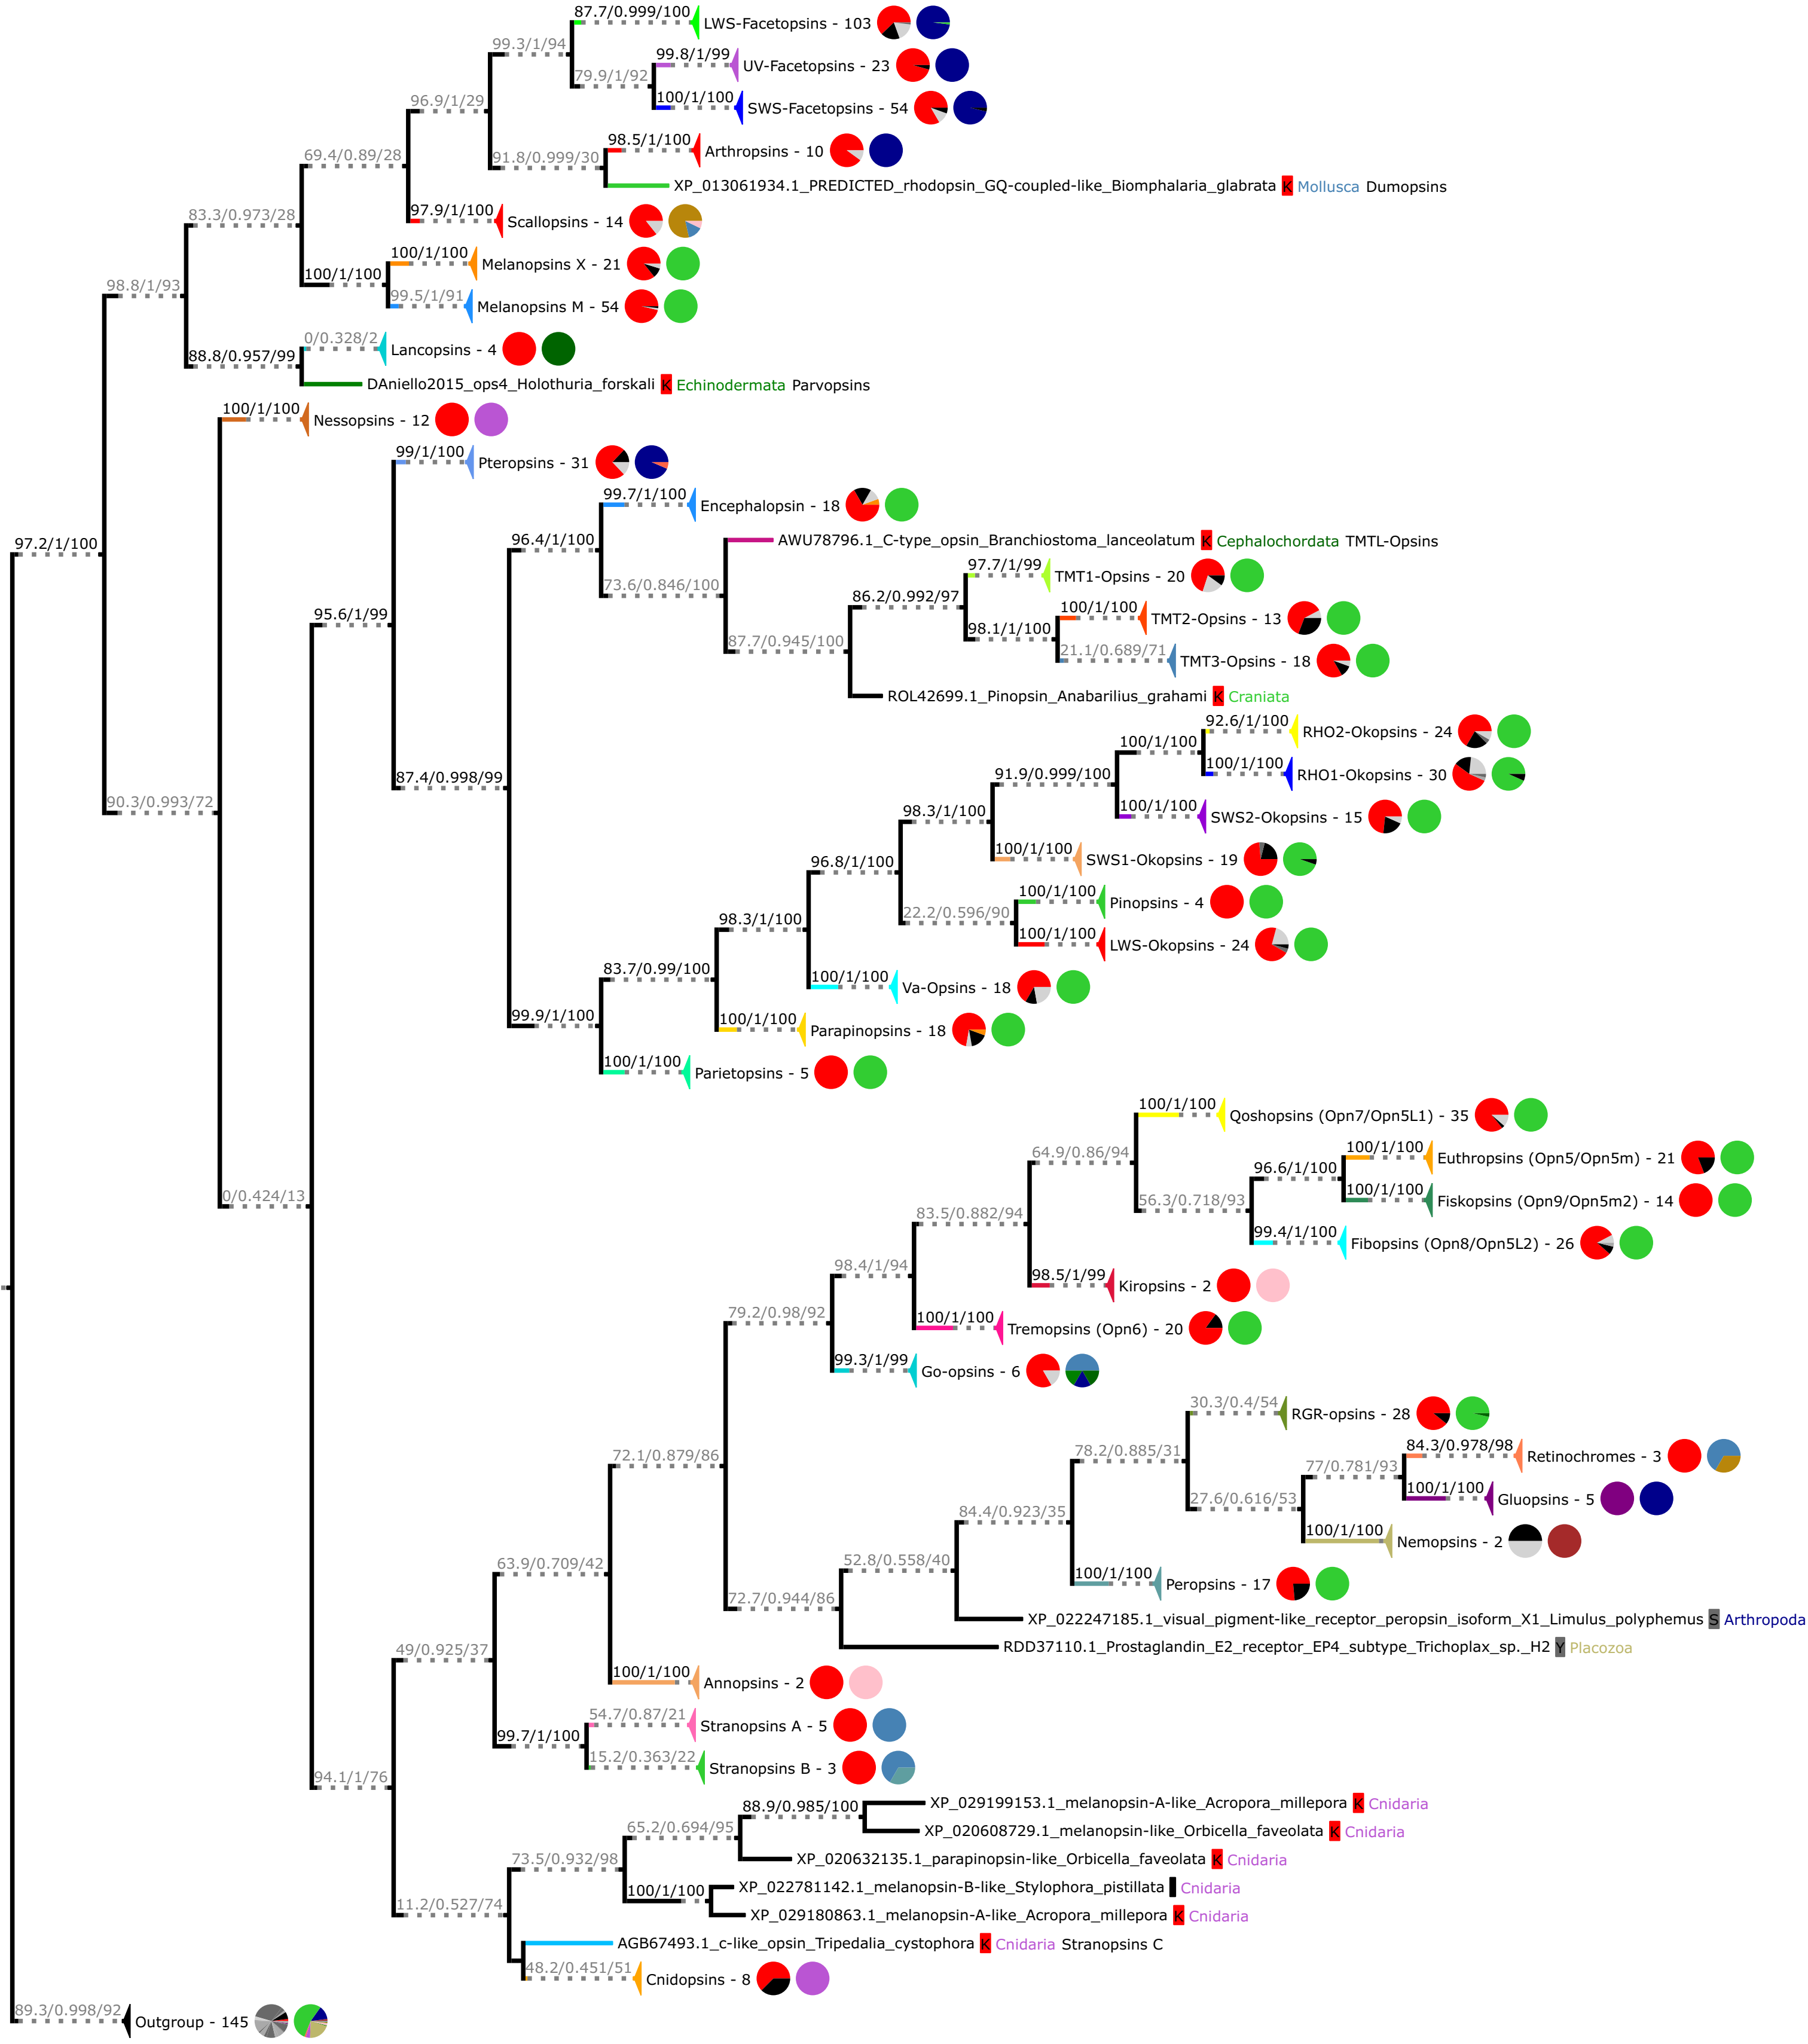 87.7/0.999/100
LWS-Facetopsins - 103
99.3/1/94
99.8/1/99
UV-Facetopsins - 23
79.9/1/92
100/1/100
SWS-Facetopsins - 54
96.9/1/29
98.5/1/100
Arthropsins - 10
91.8/0.999/30
XP_013061934.1_PREDICTED_rhodopsin_GQ-coupled-like_Biomphalaria_glabrata K Mollusca Dumopsins
69.4/0.89/28
97.9/1/100
Scallopsins - 14
83.3/0.973/28
100/1/100
Melanopsins X - 21
100/1/100
99.5/1/91
Melanopsins M - 54
98.8/1/93
0/0.328/2
Lancopsins - 4
88.8/0.957/99
DAniello2015_ops4_Holothuria_forskali K Echinodermata Parvopsins
100/1/100
Nessopsins - 12
99/1/100
Pteropsins - 31
99.7/1/100
Encephalopsin - 18
97.2/1/100
96.4/1/100
AWU78796.1_C-type_opsin_Branchiostoma_lanceolatum K Cephalochordata TMTL-Opsins
97.7/1/99
TMT1-Opsins - 20
73.6/0.846/100
86.2/0.992/97
100/1/100
TMT2-Opsins - 13
95.6/1/99
98.1/1/100
87.7/0.945/100
21.1/0.689/71
TMT3-Opsins - 18
ROL42699.1_Pinopsin_Anabarilius_grahami K Craniata
92.6/1/100
RHO2-Okopsins - 24
100/1/100
100/1/100
RHO1-Okopsins - 30
87.4/0.998/99
91.9/0.999/100
90.3/0.993/72
98.3/1/100
100/1/100
SWS2-Okopsins - 15
96.8/1/100
100/1/100
SWS1-Okopsins - 19
100/1/100
Pinopsins - 4
22.2/0.596/90
98.3/1/100
100/1/100
LWS-Okopsins - 24
83.7/0.99/100
100/1/100
Va-Opsins - 18
99.9/1/100
100/1/100
Parapinopsins - 18
100/1/100
Parietopsins - 5
100/1/100
Qoshopsins (Opn7/Opn5L1) - 35
64.9/0.86/94
100/1/100
Euthropsins (Opn5/Opn5m) - 21
96.6/1/100
0/0.424/13
56.3/0.718/93
100/1/100
Fiskopsins (Opn9/Opn5m2) - 14
83.5/0.882/94
99.4/1/100
Fibopsins (Opn8/Opn5L2) - 26
98.4/1/94
98.5/1/99
Kiropsins - 2
79.2/0.98/92
100/1/100
Tremopsins (Opn6) - 20
99.3/1/99
Go-opsins - 6
30.3/0.4/54
RGR-opsins - 28
72.1/0.879/86
78.2/0.885/31
84.3/0.978/98
Retinochromes - 3
77/0.781/93
100/1/100
Gluopsins - 5
27.6/0.616/53
84.4/0.923/35
100/1/100
Nemopsins - 2
63.9/0.709/42
52.8/0.558/40
100/1/100
Peropsins - 17
72.7/0.944/86
XP_022247185.1_visual_pigment-like_receptor_peropsin_isoform_X1_Limulus_polyphemus S Arthropoda
RDD37110.1_Prostaglandin_E2_receptor_EP4_subtype_Trichoplax_sp._H2 Y Placozoa
49/0.925/37
100/1/100
Annopsins - 2
54.7/0.87/21
Stranopsins A - 5
99.7/1/100
15.2/0.363/22
Stranopsins B - 3
94.1/1/76
XP_029199153.1_melanopsin-A-like_Acropora_millepora K Cnidaria
88.9/0.985/100
XP_020608729.1_melanopsin-like_Orbicella_faveolata K Cnidaria
65.2/0.694/95
XP_020632135.1_parapinopsin-like_Orbicella_faveolata K Cnidaria
73.5/0.932/98
XP_022781142.1_melanopsin-B-like_Stylophora_pistillata Cnidaria
100/1/100
XP_029180863.1_melanopsin-A-like_Acropora_millepora K Cnidaria
11.2/0.527/74
AGB67493.1_c-like_opsin_Tripedalia_cystophora K Cnidaria Stranopsins C
48.2/0.451/51
Cnidopsins - 8
89.3/0.998/92
Outgroup - 145